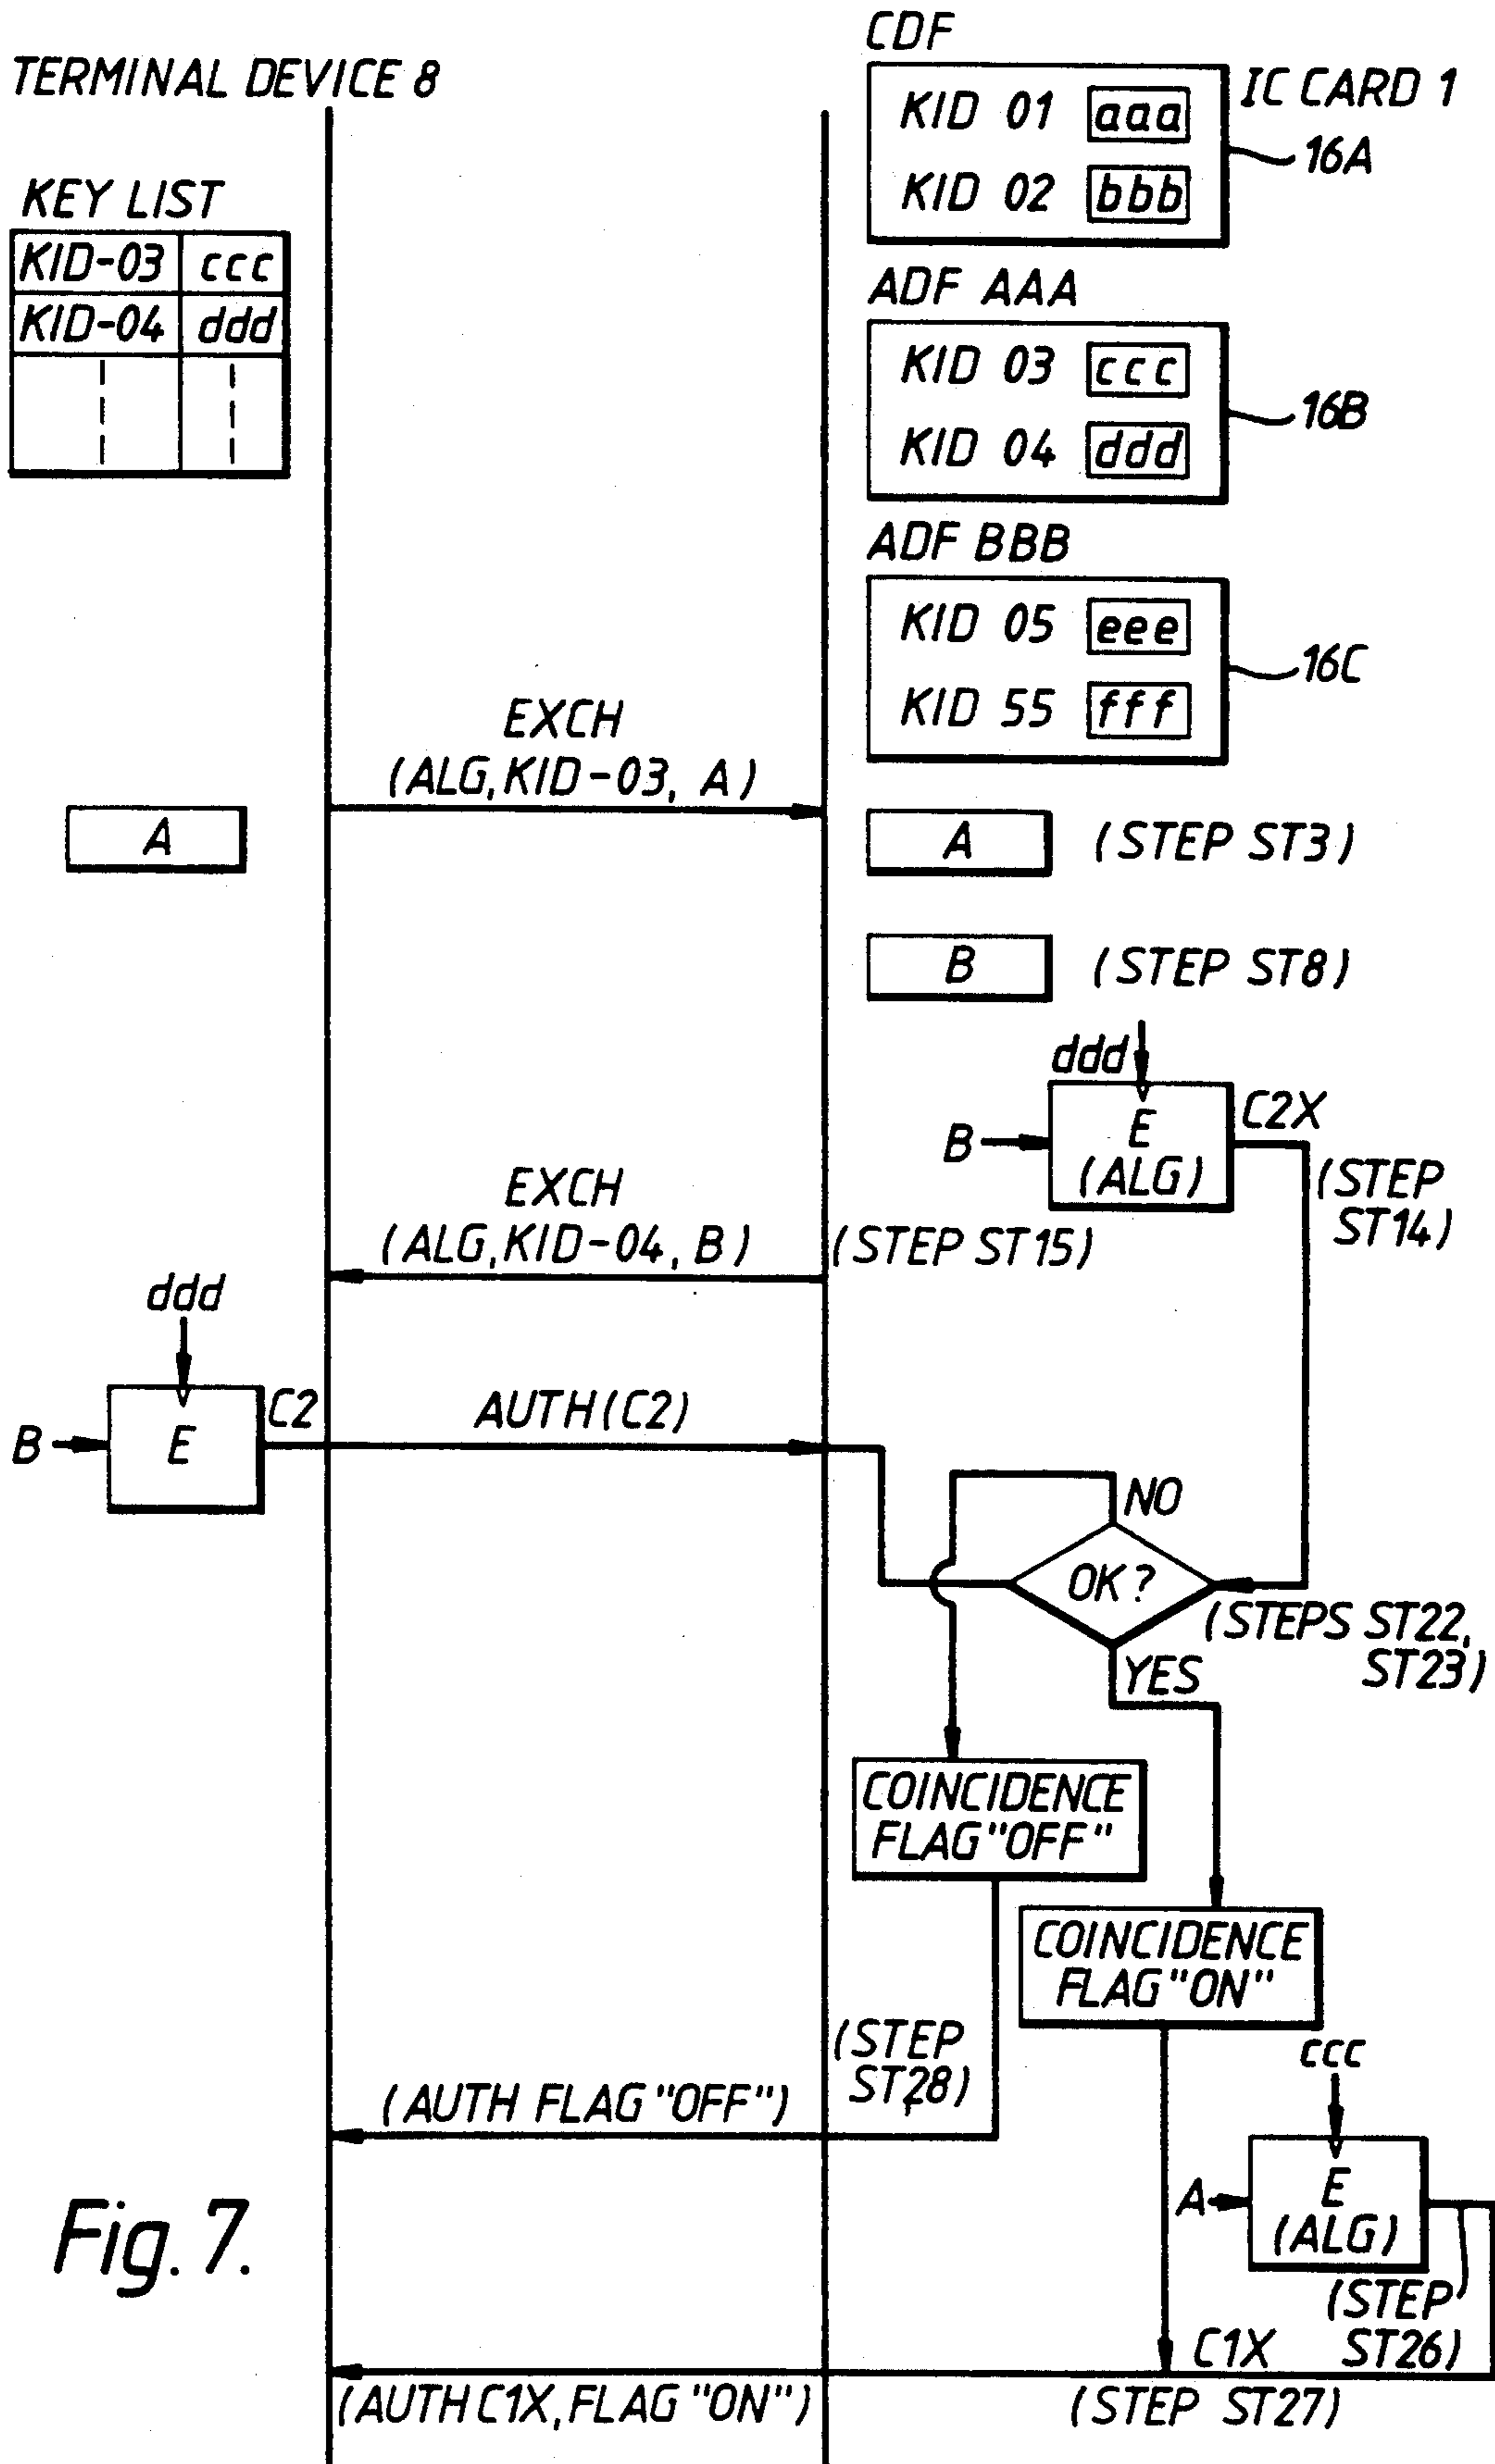 CDF
TERMINAL DEVICE 8
IC CARD 1
KID 01 aaa
16A
KID 02 bbb
KEY LIST
KID-03 ccc
KID-04 ddd
ADF AAA
KID 03 ccc
16B
KID 04 ddd
ADF BBB
KID 05 eee
16C
KID 55 fff
EXCH
(ALG, KID-03, A)
A
A (STEP ST3)
B (STEP ST8)
ddd
B E
(ALG)
C2X
(STEP
ST14)
EXCH
(ALG, KID-04, B)
(STEP ST15)
ddd
B E C2
AUTH(C2)
NO
OK?
(STEPS ST22,
ST23)
YES
COINCIDENCE
FLAG "OFF"
COINCIDENCE
FLAG "ON"
(STEP
ST28)
(AUTH FLAG "OFF")
ccc
A E
(ALG)
(STEP
ST26)
C1X
(AUTH C1X, FLAG "ON")
(STEP ST27)
Fig. 7.